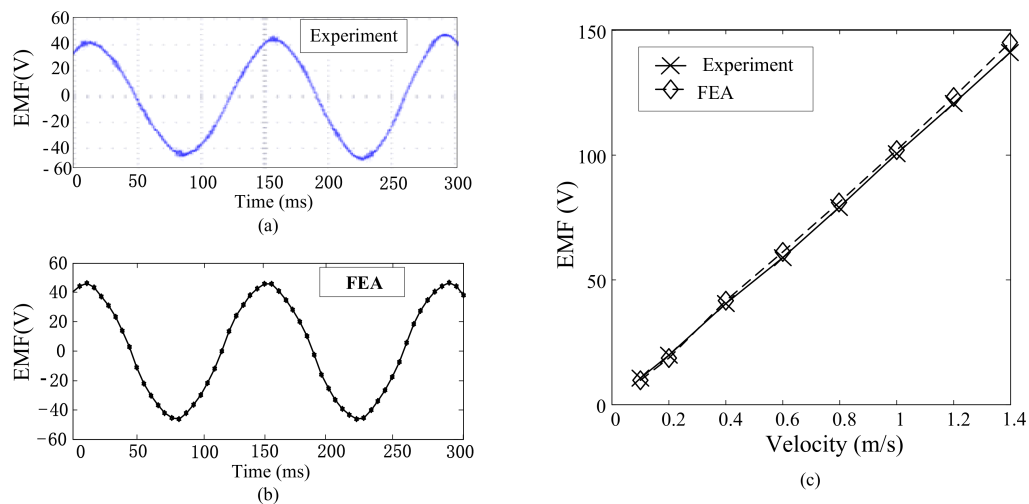 60
40
20
0
-20
-40
-60
EMF(V)
Experiment
0 50 100 150 200 250 300
Time (ms)
(a)
60
40
20
0
-20
-40
-60
EMF(V)
FEA
0 50 100 150 200 250 300
Time (ms)
(b)
150
100
50
0
EMF (V)
Experiment
FEA
0 0.2 0.4 0.6 0.8 1 1.2 1.4
Velocity (m/s)
(c)